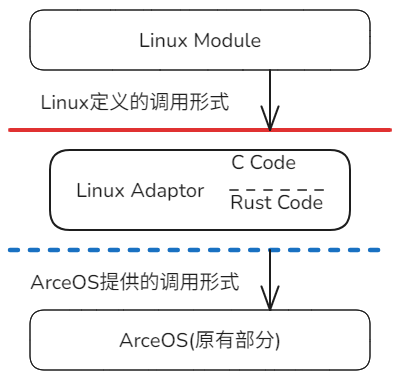 Linux Module
Linux定义的调用形式
C Code
Linux Adaptor
Rust Code
ArceOS提供的调用形式
ArceOS(原有部分)